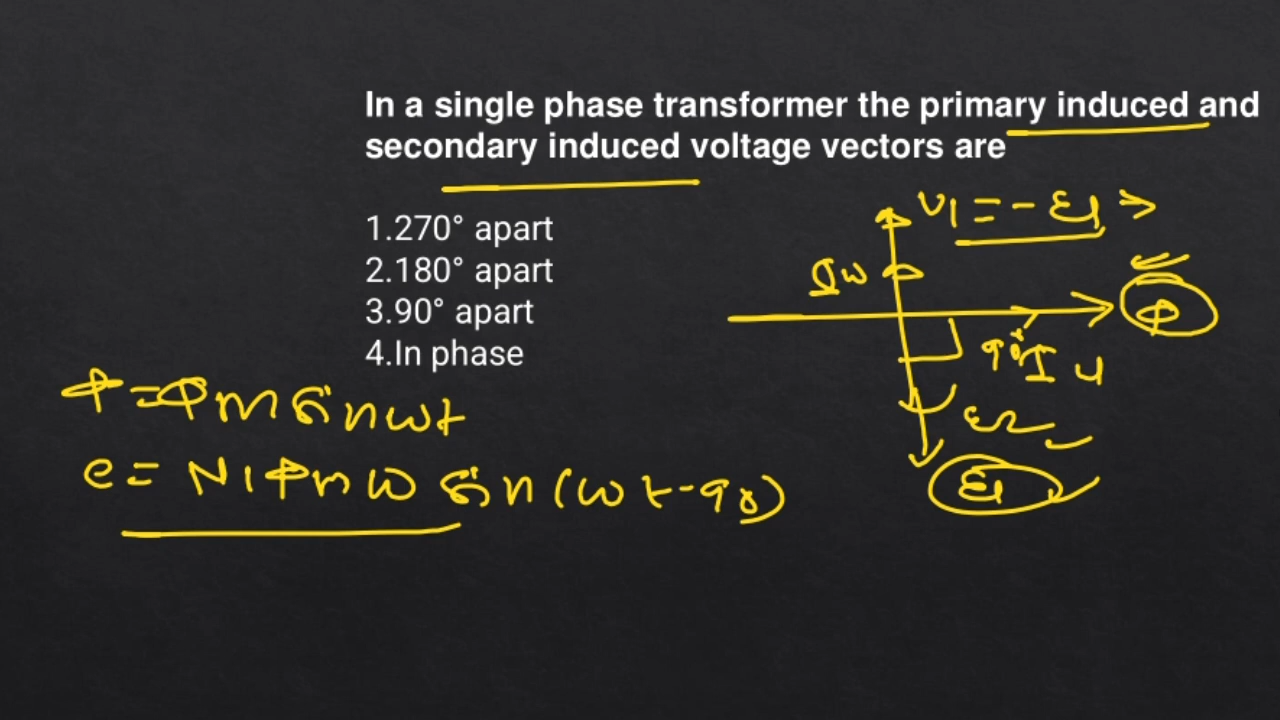 In a single phase transformer the primary induced and
secondary induced voltage vectors are
1.270° apart
2.180° apart
3.90° apart
4.In phase
V1 = - E1
Iw
Φ
90°
Iu
E2
E1
Φ = Φm sin ωt
e = N1 Φm ω sin (ωt - 90)